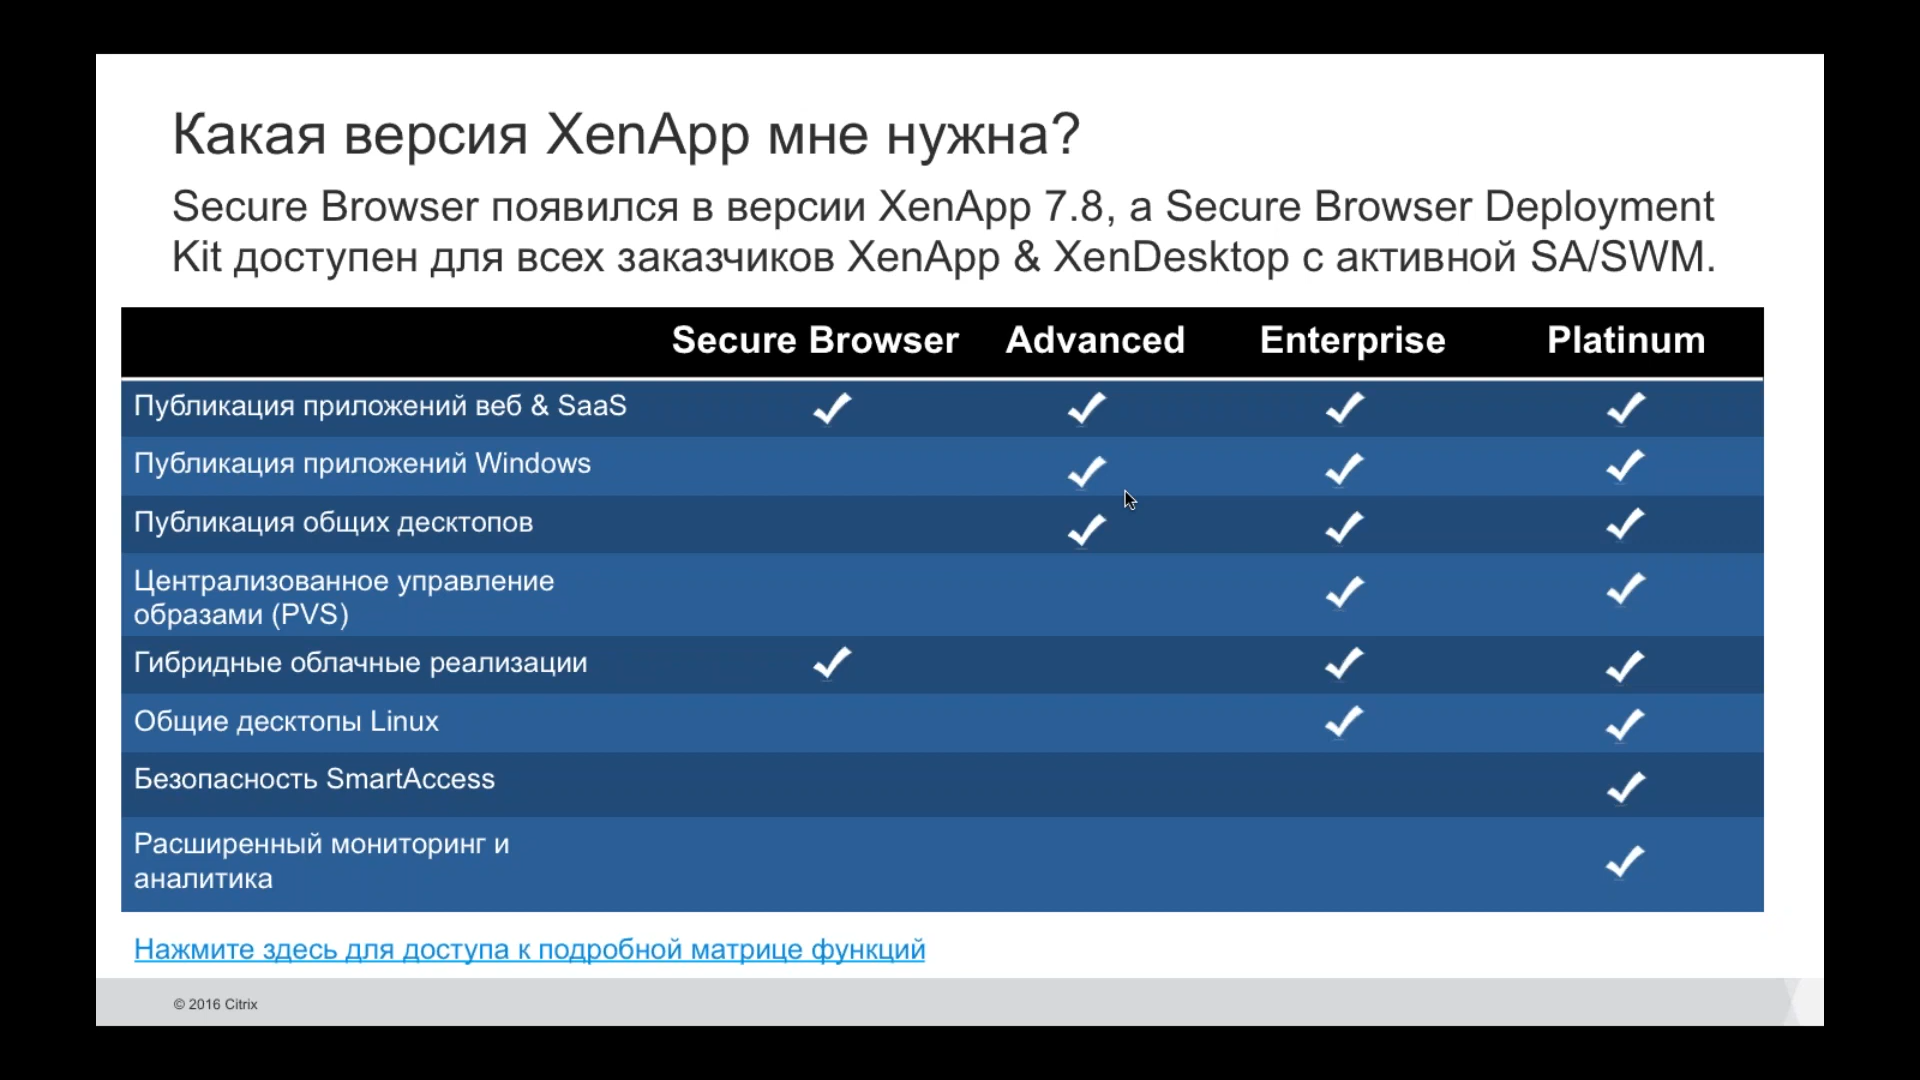 Какая версия XenApp мне нужна?
Secure Browser появился в версии XenApp 7.8, а Secure Browser Deployment
Kit доступен для всех заказчиков XenApp & XenDesktop с активной SA/SWM.
Secure Browser Advanced Enterprise Platinum
Публикация приложений веб & SaaS
Публикация приложений Windows
Публикация общих десктопов
Централизованное управление
образами (PVS)
Гибридные облачные реализации
Общие десктопы Linux
Безопасность SmartAccess
Расширенный мониторинг и
аналитика
Нажмите здесь для доступа к подробной матрице функций
© 2016 Citrix